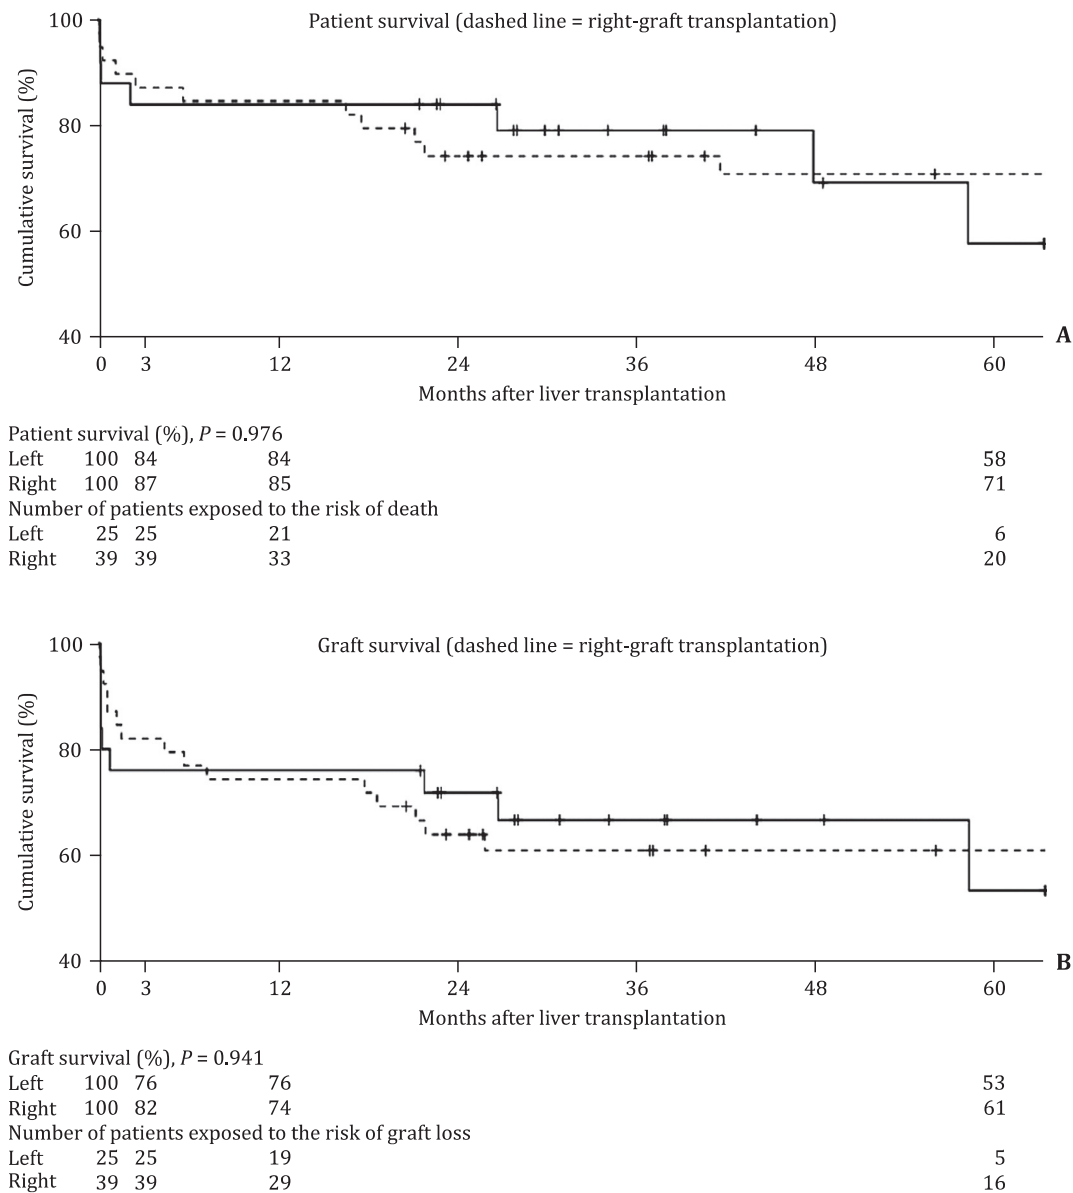 Patient survival (dashed line = right-graft transplantation)
Cumulative survival (%)
100
80
60
40
0 3 12 24 36 48 60
A
Months after liver transplantation
Patient survival (%), P = 0.976
Left 100 84 84 58
Right 100 87 85 71
Number of patients exposed to the risk of death
Left 25 25 21 6
Right 39 39 33 20
Graft survival (dashed line = right-graft transplantation)
Cumulative survival (%)
100
80
60
40
0 3 12 24 36 48 60
B
Months after liver transplantation
Graft survival (%), P = 0.941
Left 100 76 76 53
Right 100 82 74 61
Number of patients exposed to the risk of graft loss
Left 25 25 19 5
Right 39 39 29 16